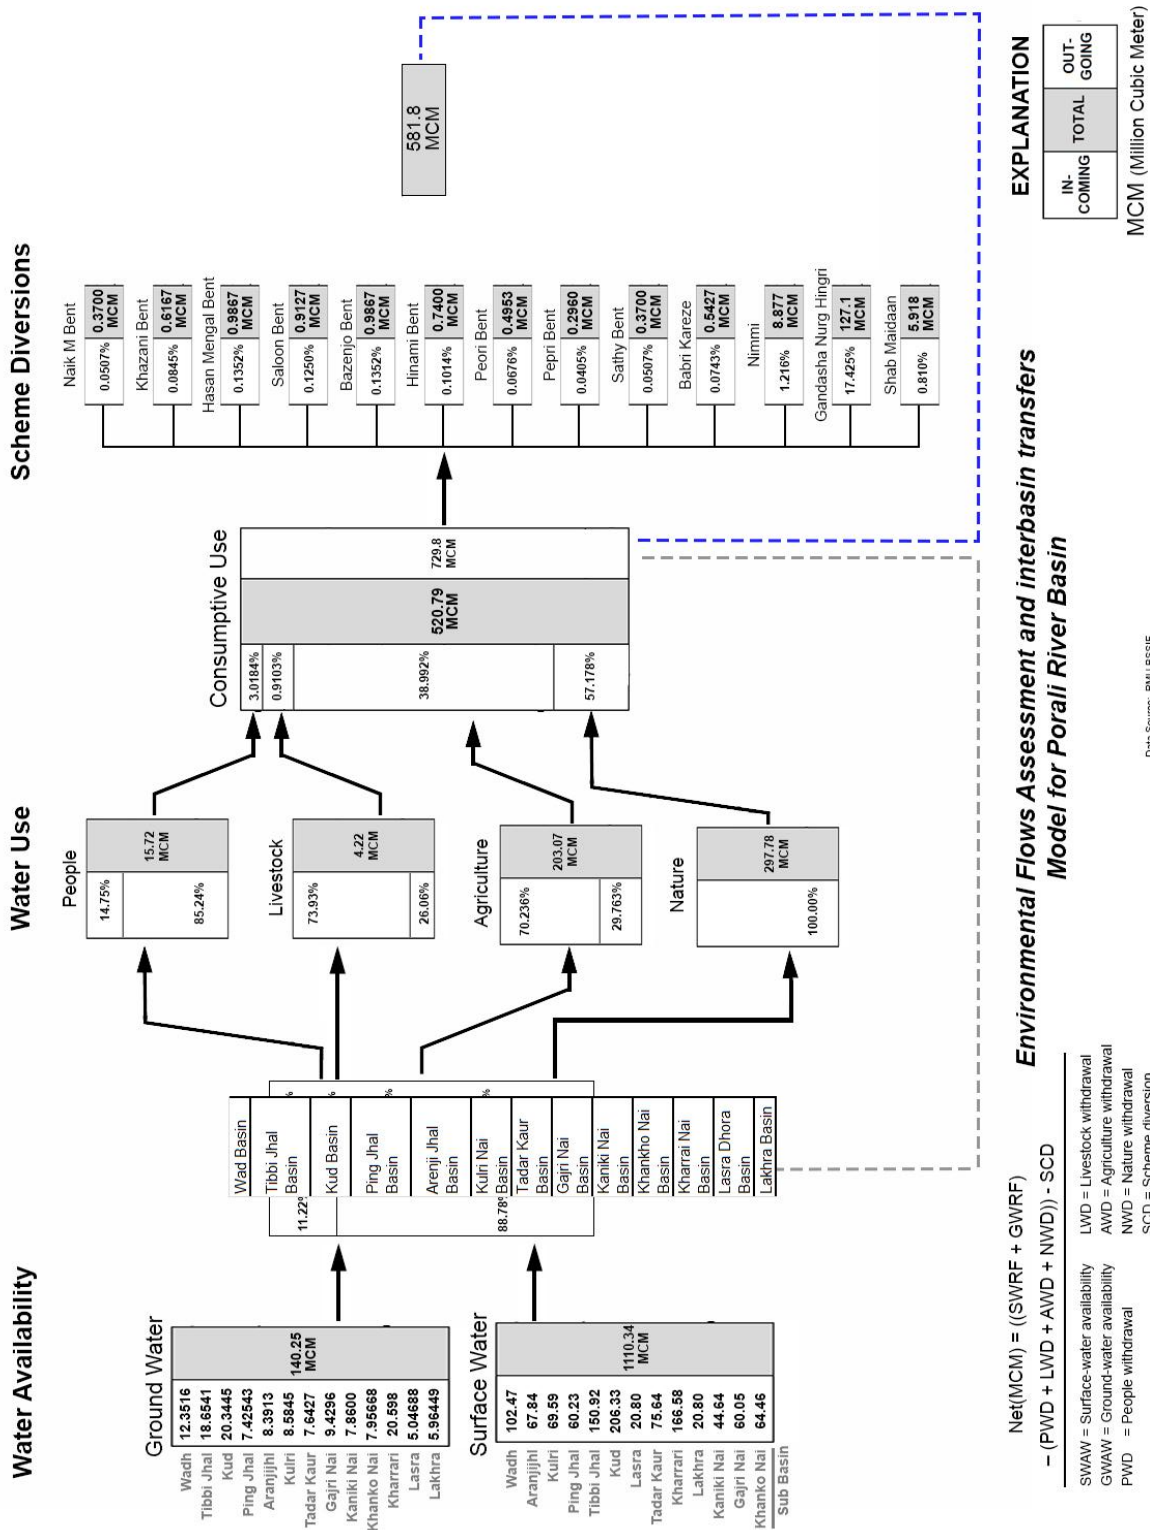 Water Availability
Water Use
Scheme Diversions
Ground Water
140.25
MCM
Wadh 12.3516
Tibbi Jhal 18.6541
Kud 20.3445
Ping Jhal 7.42543
Aranjijhl 8.3913
Kulri 8.5845
Tadar Kaur 7.6427
Gajri Nai 9.4296
Kaniki Nai 7.8600
Khanko Nai 7.95668
Kharrari 20.598
Lasra 5.04688
Lakhra 5.96449
Surface Water
1110.34
MCM
Wadh 102.47
Aranjijhl 67.84
Kulri 69.59
Ping Jhal 60.23
Tibbi Jhal 150.92
Kud 206.33
Lasra 20.80
Tadar Kaur 75.64
Kharrari 166.58
Lakhra 20.80
Kaniki Nai 44.64
Gajri Nai 60.05
Khanko Nai 64.46
Sub Basin
11.22%
88.78%
Wad Basin
Tibbi Jhal
Basin
Kud Basin
Ping Jhal
Basin
Arenji Jhal
Basin
Kulri Nai
Basin
Tadar Kaur
Basin
Gajri Nai
Basin
Kaniki Nai
Basin
Khankho Nai
Basin
Kharrai Nai
Basin
Lasra Dhora
Basin
Lakhra Basin
People
14.75%
85.24%
15.72
MCM
Livestock
73.93%
26.06%
4.22
MCM
Agriculture
70.236%
29.763%
203.07
MCM
Nature
100.00%
297.78
MCM
Consumptive Use
3.0184%
0.9103%
38.992%
57.178%
520.79
MCM
729.8
MCM
Naik M Bent
0.0507%
0.3700
MCM
Khazani Bent
0.0845%
0.6167
MCM
Hasan Mengal Bent
0.1352%
0.9867
MCM
Saloon Bent
0.1250%
0.9127
MCM
Bazenjo Bent
0.1352%
0.9867
MCM
Hinami Bent
0.1014%
0.7400
MCM
Peori Bent
0.0676%
0.4953
MCM
Pepri Bent
0.0405%
0.2960
MCM
Sathy Bent
0.0507%
0.3700
MCM
Babri Kareze
0.0743%
0.5427
MCM
Nimmi
1.216%
8.877
MCM
Gandasha Nurg Hingri
17.425%
127.1
MCM
Shab Maidaan
0.810%
5.918
MCM
581.8
MCM
EXPLANATION
IN-
COMING
TOTAL
OUT-
GOING
MCM (Million Cubic Meter)
Environmental Flows Assessment and interbasin transfers
Model for Porali River Basin
Net(MCM) = ((SWRF + GWRF)
– (PWD + LWD + AWD + NWD)) - SCD
SWAW = Surface-water availability
GWAW = Ground-water availability
PWD = People withdrawal
LWD = Livestock withdrawal
AWD = Agriculture withdrawal
NWD = Nature withdrawal
SCD = Scheme diversion